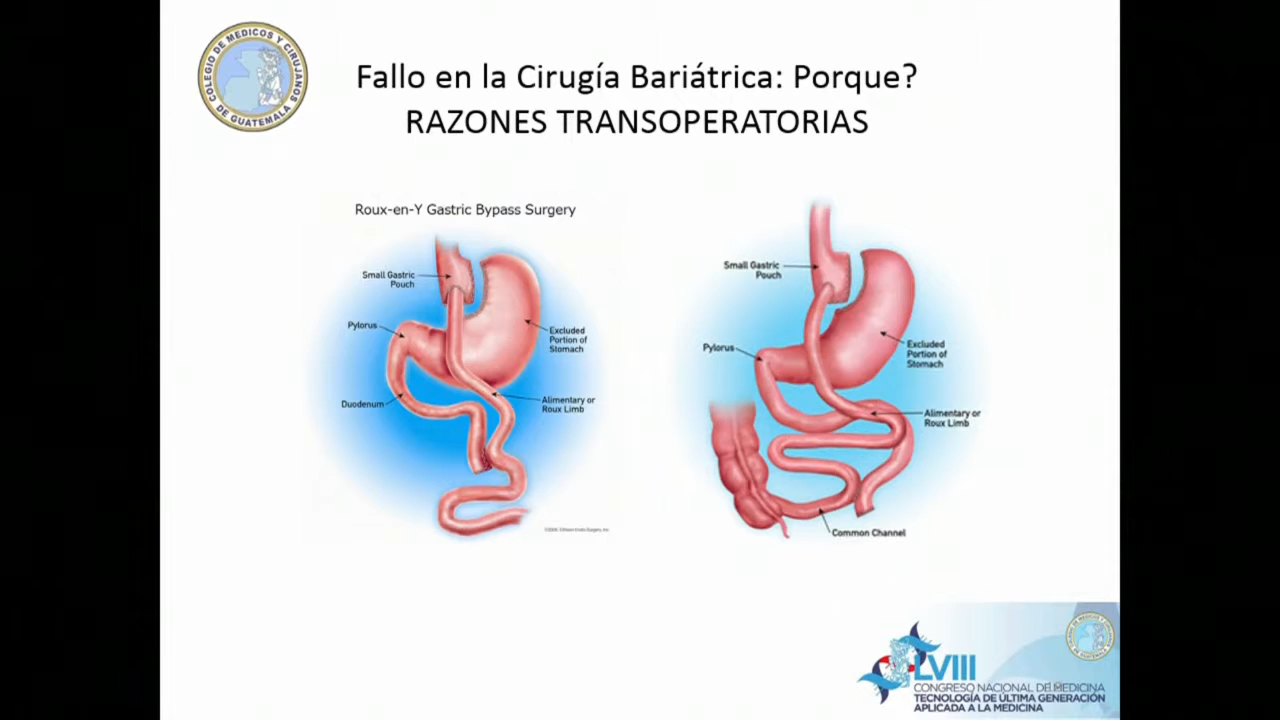 COLEGIO DE MEDICOS Y CIRUJANOS
DE GUATEMALA
Fallo en la Cirugía Bariátrica: Porque?
RAZONES TRANSOPERATORIAS
Roux-en-Y Gastric Bypass Surgery
Small Gastric
Pouch
Pylorus
Excluded
Portion of
Stomach
Duodenum
Alimentary or
Roux Limb
Small Gastric
Pouch
Pylorus
Excluded
Portion of
Stomach
Alimentary or
Roux Limb
Common Channel
LVIII
CONGRESO NACIONAL DE MEDICINA
TECNOLOGÍA DE ÚLTIMA GENERACIÓN
APLICADA A LA MEDICINA